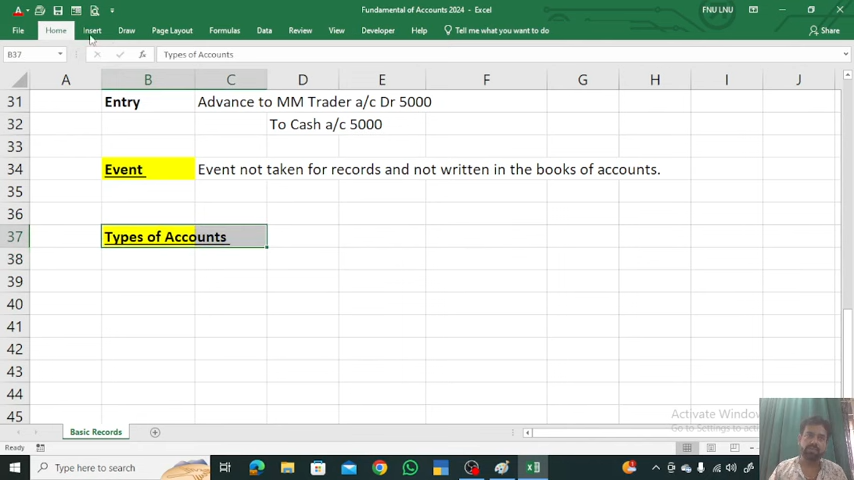 Fundamental of Accounts 2024 - Excel
FNU LNU
File Home Insert Draw Page Layout Formulas Data Review View Developer Help Tell me what you want to do Share
B37 fx Types of Accounts
A B C D E F G H I J
31 Entry Advance to MM Trader a/c Dr 5000
32 To Cash a/c 5000
33
34 Event Event not taken for records and not written in the books of accounts.
35
36
37 Types of Accounts
38
39
40
41
42
43
44
45
Activate Window
Go to Settings to acti
Basic Records
Ready
Type here to search